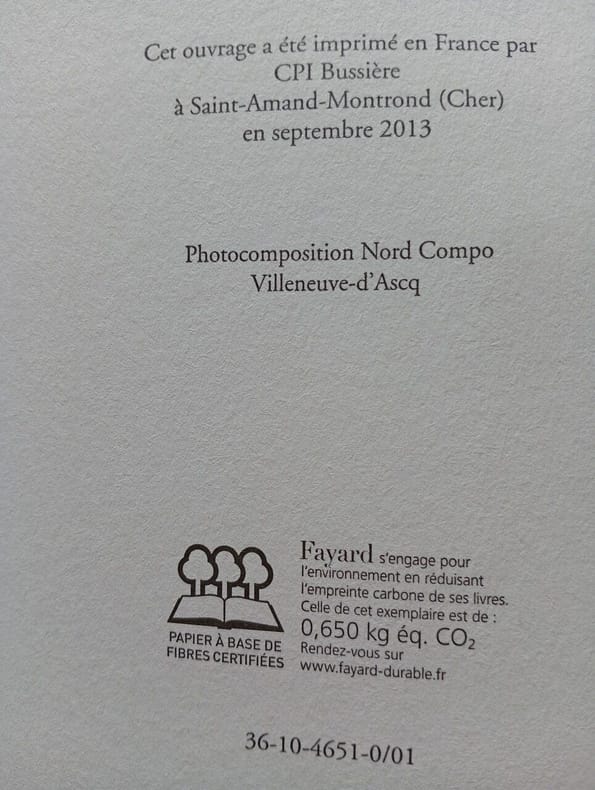 Cet ouvrage a été imprimé en France par
CPI Bussière
à Saint-Amand-Montrond (Cher)
en septembre 2013
Photocomposition Nord Compo
Villeneuve-d'Ascq
PAPIER À BASE DE
FIBRES CERTIFIÉES
Fayard s'engage pour
l'environnement en réduisant
l'empreinte carbone de ses livres.
Celle de cet exemplaire est de :
0,650 kg éq. CO₂
Rendez-vous sur
www.fayard-durable.fr
36-10-4651-0/01